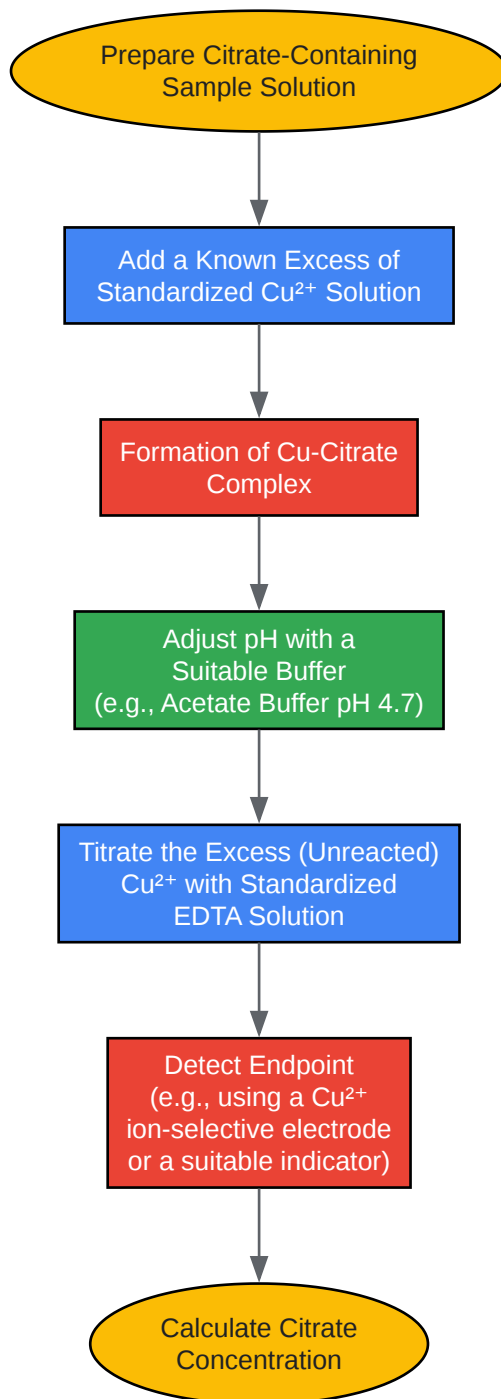 Prepare Citrate-Containing
Sample Solution
Add a Known Excess of
Standardized Cu²⁺ Solution
Formation of Cu-Citrate
Complex
Adjust pH with a
Suitable Buffer
(e.g., Acetate Buffer pH 4.7)
Titrate the Excess (Unreacted)
Cu²⁺ with Standardized
EDTA Solution
Detect Endpoint
(e.g., using a Cu²⁺
ion-selective electrode
or a suitable indicator)
Calculate Citrate
Concentration